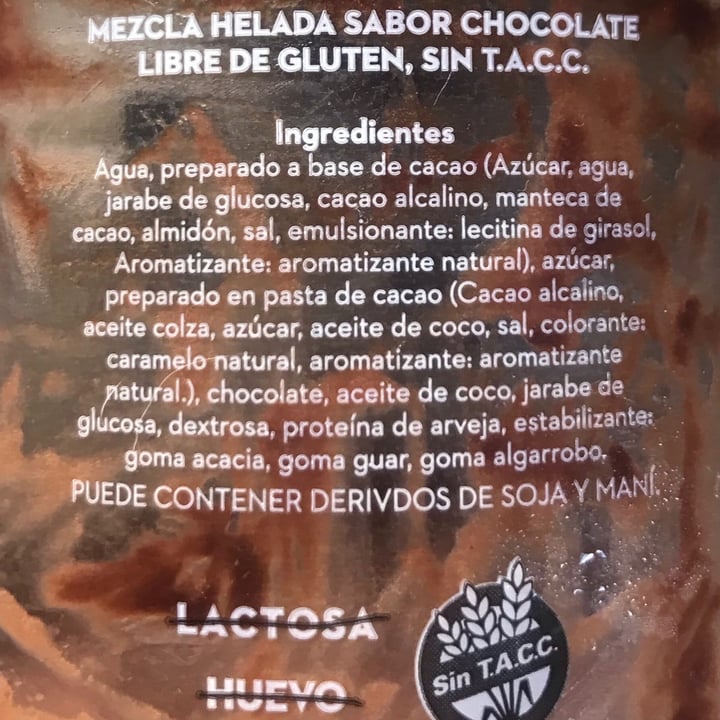 MEZCLA HELADA SABOR CHOCOLATE
LIBRE DE GLUTEN, SIN T.A.C.C.
Ingredientes
Agua, preparado a base de cacao (Azúcar, agua,
jarabe de glucosa, cacao alcalino, manteca de
cacao, almidón, sal, emulsionante: lecitina de girasol,
Aromatizante: aromatizante natural), azúcar,
preparado en pasta de cacao (Cacao alcalino,
aceite colza, azúcar, aceite de coco, sal, colorante:
caramelo natural, aromatizante: aromatizante
natural.), chocolate, aceite de coco, jarabe de
glucosa, dextrosa, proteína de arveja, estabilizante:
goma acacia, goma guar, goma algarrobo.
PUEDE CONTENER DERIVDOS DE SOJA Y MANÍ.
LACTOSA
HUEVO
Sin T.A.C.C.